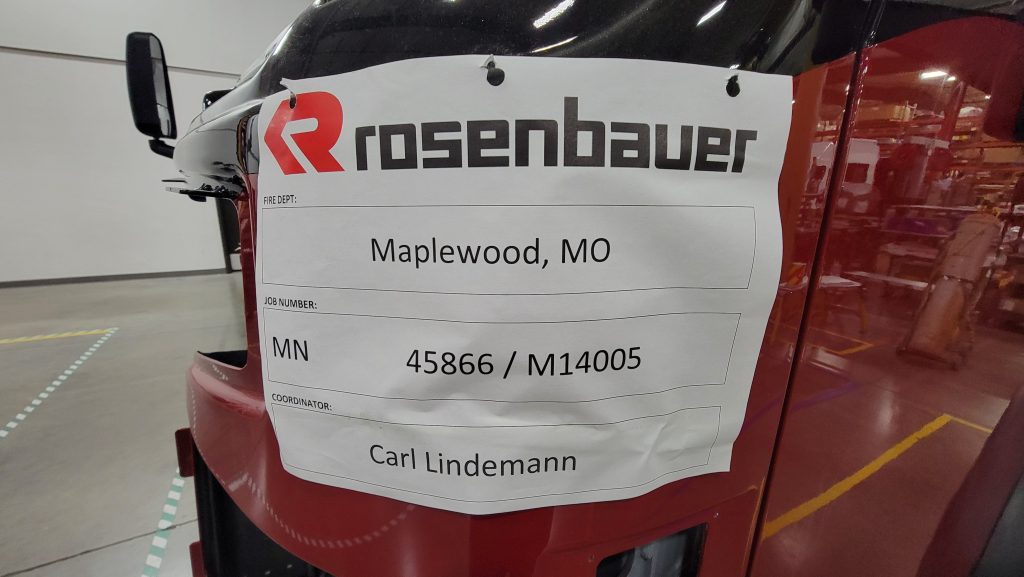 rosenbauer
FIRE DEPT:
Maplewood, MO
JOB NUMBER:
MN 45866 / M14005
COORDINATOR:
Carl Lindemann